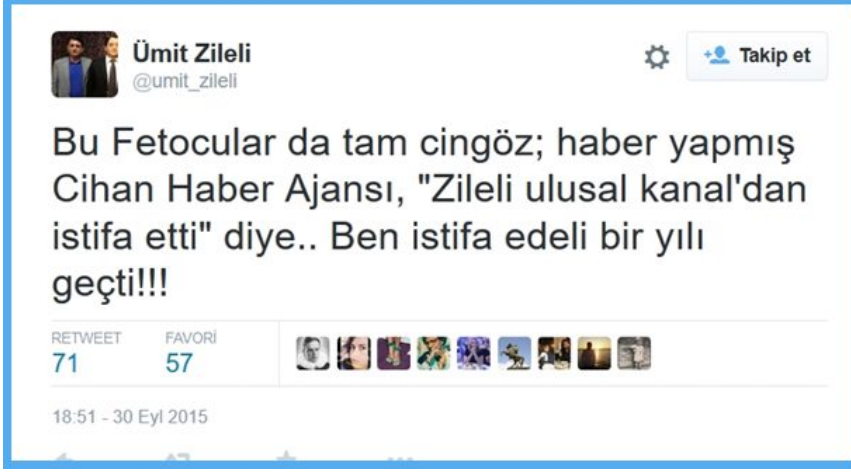 Ümit Zileli
@umit_zileli
Takip et
Bu Fetocular da tam cingöz; haber yapmış
Cihan Haber Ajansı, "Zileli ulusal kanal'dan
istifa etti" diye.. Ben istifa edeli bir yılı
geçti!!!
RETWEET FAVORİ
71 57
18:51 - 30 Eyl 2015